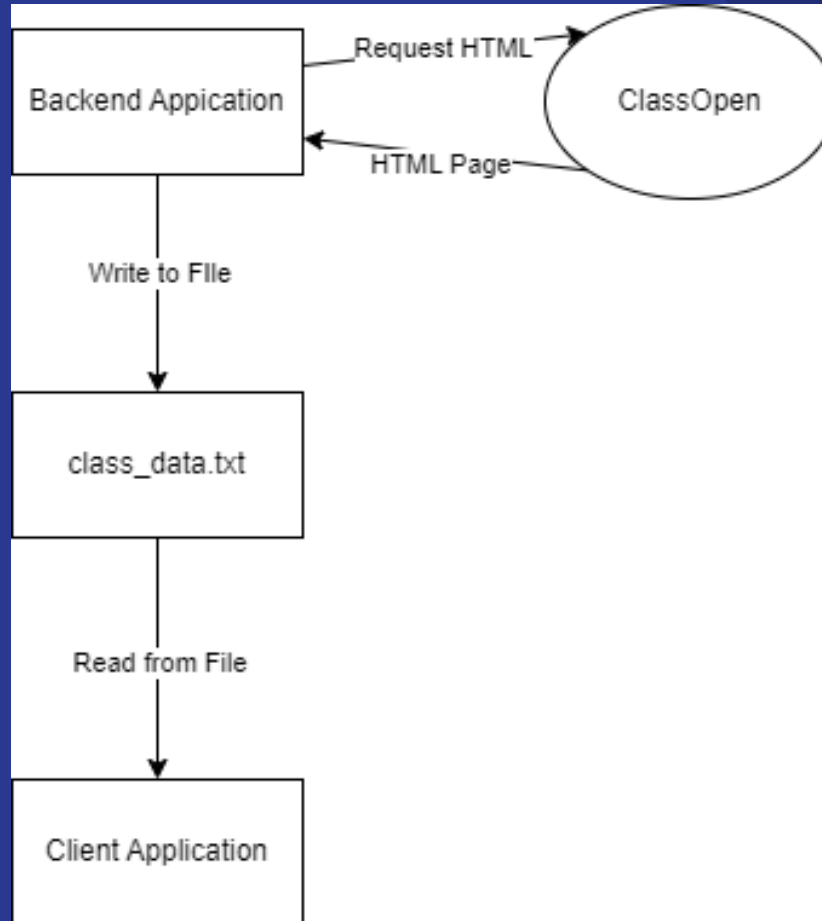 Request HTML
Backend Appication
ClassOpen
HTML Page
Write to FIle
class_data.txt
Read from File
Client Application